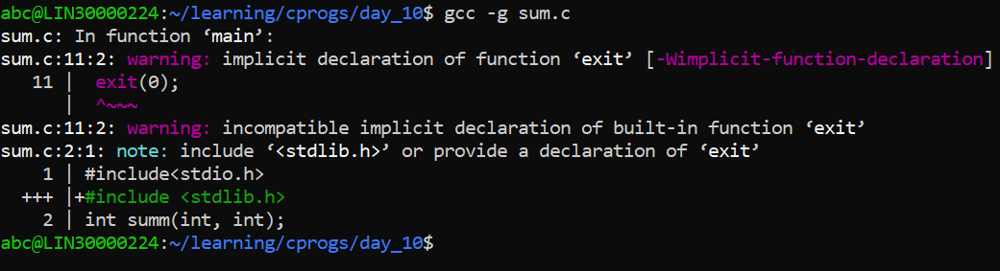 abc@LIN30000224:~/learning/cprogs/day_10$ gcc -g sum.c
sum.c: In function ‘main’:
sum.c:11:2: warning: implicit declaration of function ‘exit’ [-Wimplicit-function-declaration]
   11 |  exit(0);
      |  ^~~~
sum.c:11:2: warning: incompatible implicit declaration of built-in function ‘exit’
sum.c:2:1: note: include ‘<stdlib.h>’ or provide a declaration of ‘exit’
    1 | #include<stdio.h>
  +++ |+#include <stdlib.h>
    2 | int summ(int, int);
abc@LIN30000224:~/learning/cprogs/day_10$